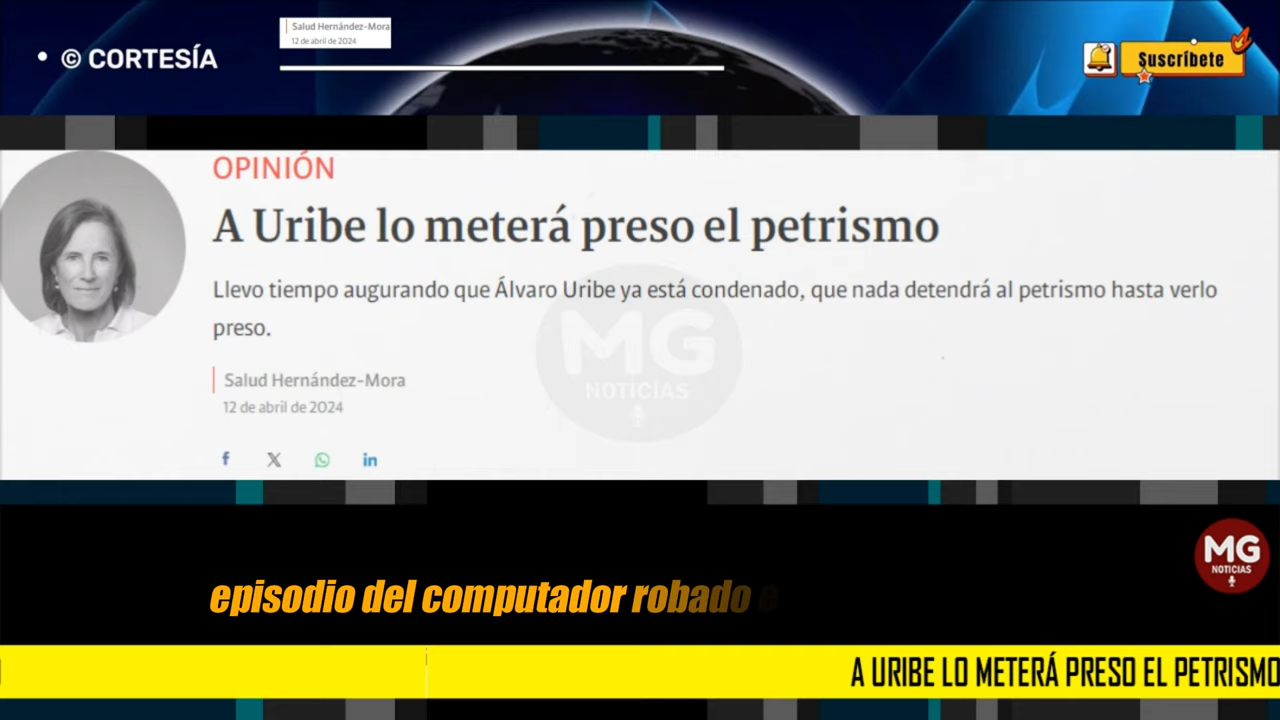 Salud Hernández-Mora
12 de abril de 2024
• © CORTESÍA
Suscríbete
OPINIÓN
A Uribe lo meterá preso el petrismo
Llevo tiempo augurando que Álvaro Uribe ya está condenado, que nada detendrá al petrismo hasta verlo
preso.
MG
NOTICIAS
Salud Hernández-Mora
12 de abril de 2024
f X in
MG
NOTICIAS
episodio del computador robado e
A URIBE LO METERÁ PRESO EL PETRISMO